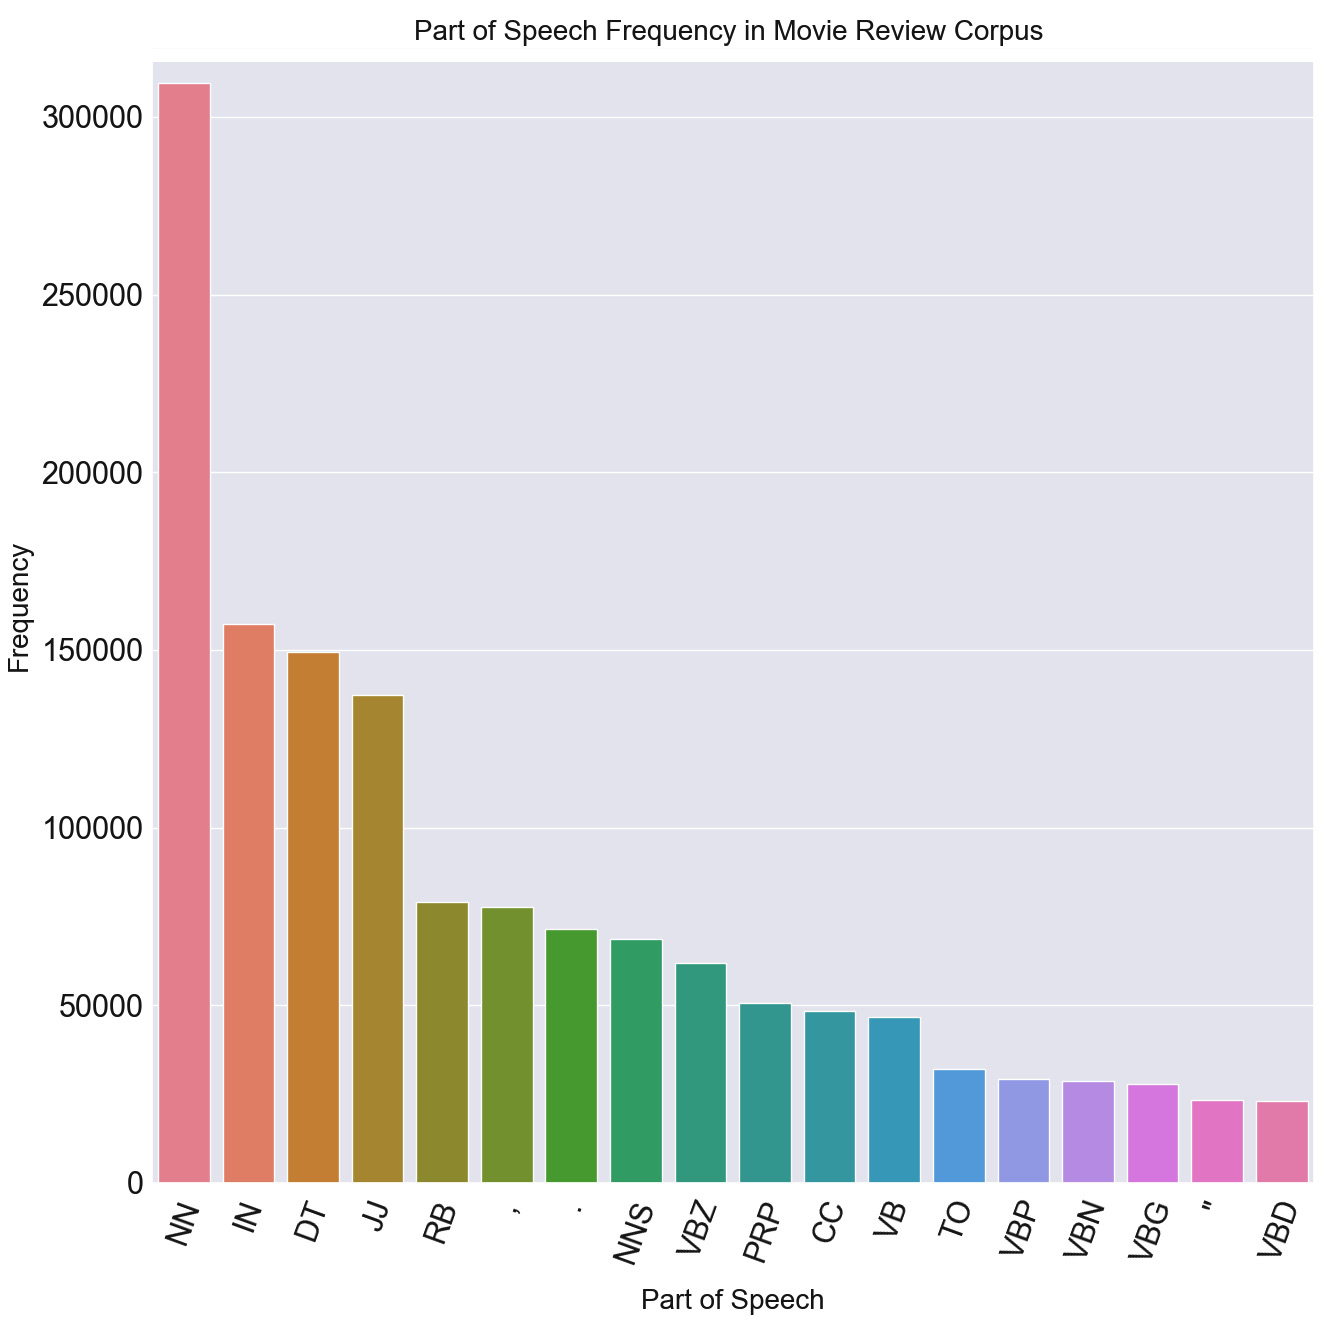 Part of Speech Frequency in Movie Review Corpus
300000
250000
200000
150000
100000
50000
0
Frequency
NN IN DT JJ RB , . NNS VBZ PRP CC VB TO VBP VBN VBG " VBD
Part of Speech